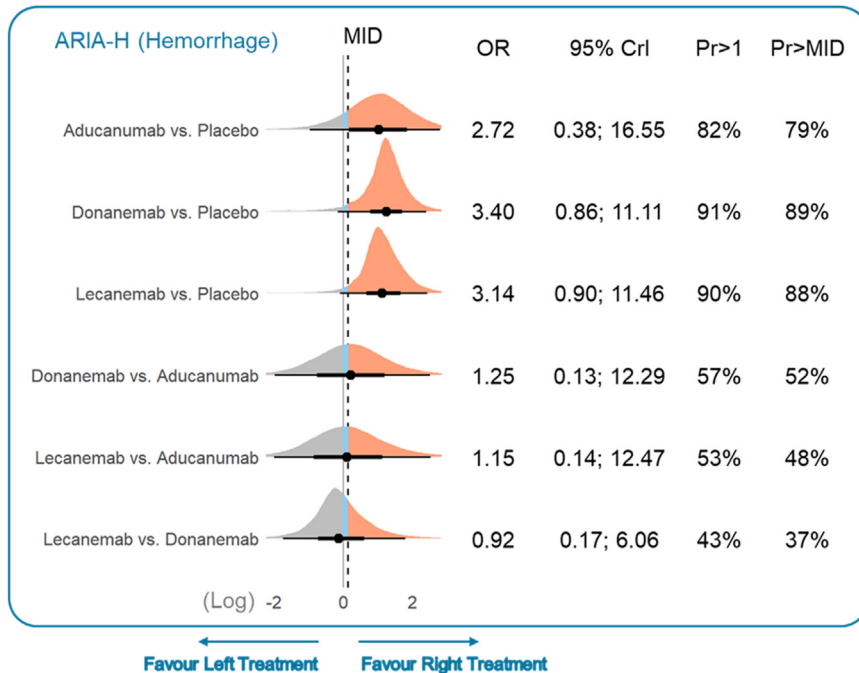 ARIA-H (Hemorrhage) MID OR 95% CrI Pr>1 Pr>MID
Aducanumab vs. Placebo 2.72 0.38; 16.55 82% 79%
Donanemab vs. Placebo 3.40 0.86; 11.11 91% 89%
Lecanemab vs. Placebo 3.14 0.90; 11.46 90% 88%
Donanemab vs. Aducanumab 1.25 0.13; 12.29 57% 52%
Lecanemab vs. Aducanumab 1.15 0.14; 12.47 53% 48%
Lecanemab vs. Donanemab 0.92 0.17; 6.06 43% 37%
(Log) -2 0 2
Favour Left Treatment Favour Right Treatment